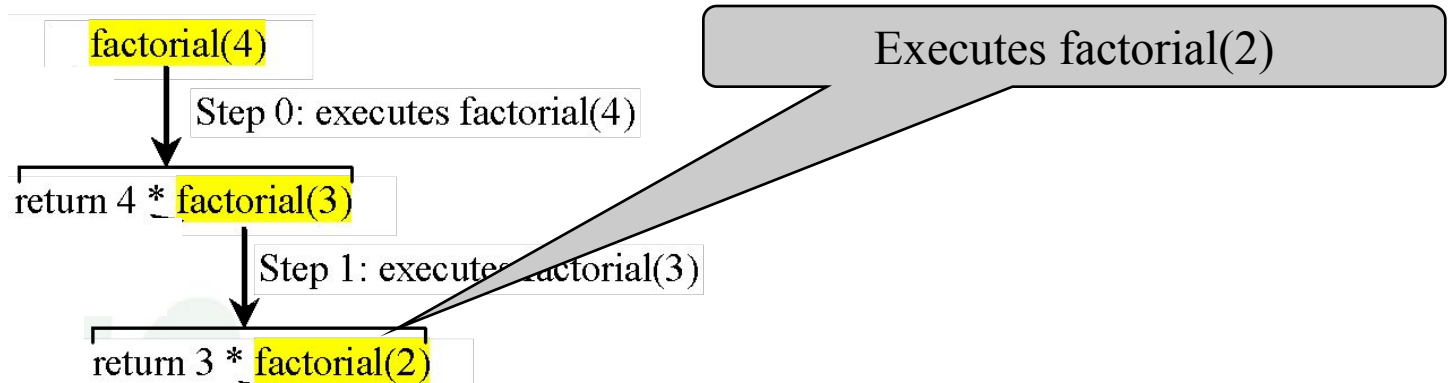 factorial(4)
Executes factorial(2)
Step 0: executes factorial(4)
return 4 * factorial(3)
Step 1: executes factorial(3)
return 3 * factorial(2)